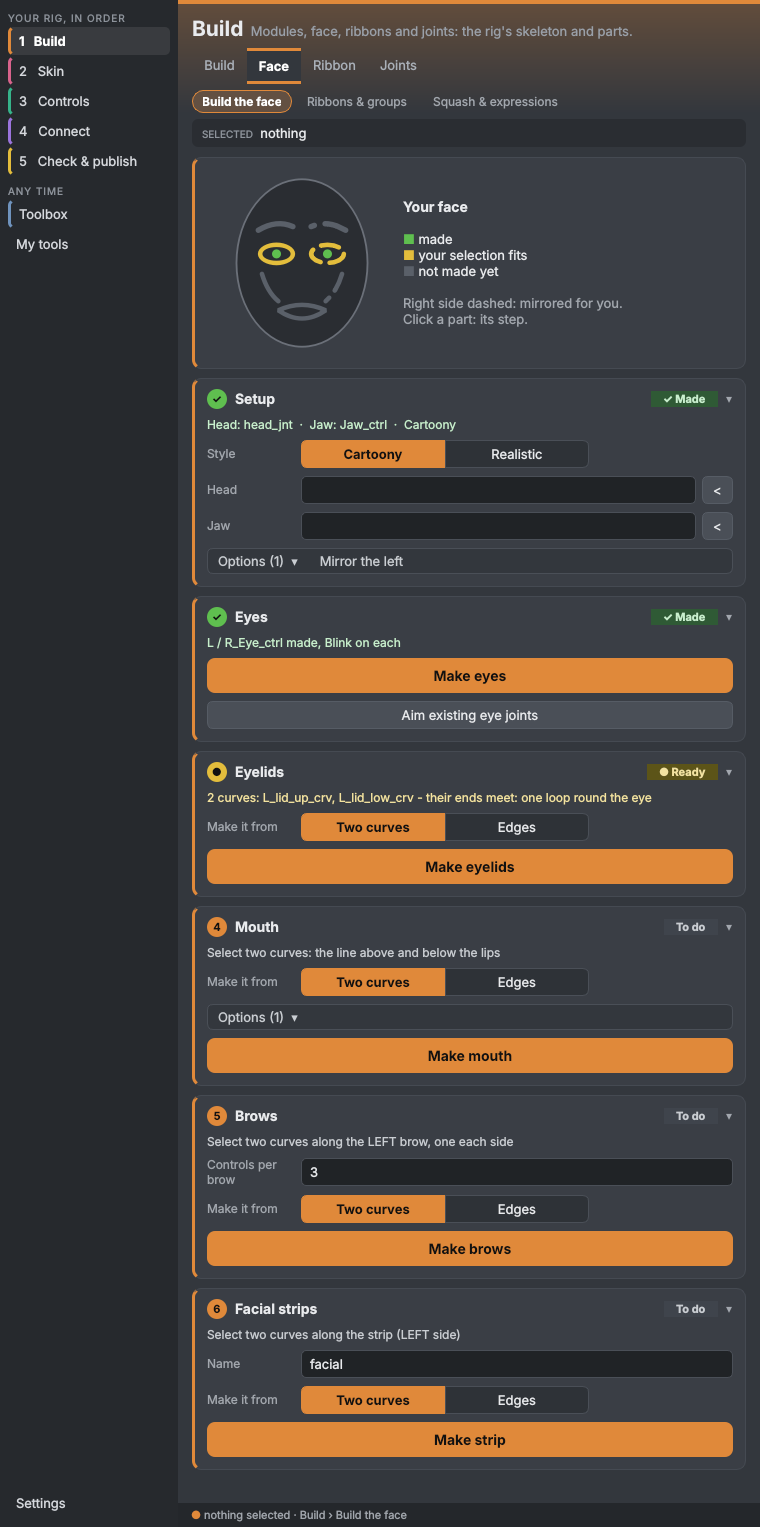 YOUR RIG, IN ORDER
1 Build
2 Skin
3 Controls
4 Connect
5 Check & publish
ANY TIME
Toolbox
My tools
Settings
Build Modules, face, ribbons and joints: the rig's skeleton and parts.
Build Face Ribbon Joints
Build the face Ribbons & groups Squash & expressions
SELECTED nothing
Your face
made
your selection fits
not made yet
Right side dashed: mirrored for you.
Click a part: its step.
✓ Setup ✓ Made ▾
Head: head_jnt · Jaw: Jaw_ctrl · Cartoony
Style Cartoony Realistic
Head <
Jaw <
Options (1) ▾ Mirror the left
✓ Eyes ✓ Made ▾
L / R_Eye_ctrl made, Blink on each
Make eyes
Aim existing eye joints
● Eyelids ● Ready ▾
2 curves: L_lid_up_crv, L_lid_low_crv - their ends meet: one loop round the eye
Make it from Two curves Edges
Make eyelids
4 Mouth To do ▾
Select two curves: the line above and below the lips
Make it from Two curves Edges
Options (1) ▾
Make mouth
5 Brows To do ▾
Select two curves along the LEFT brow, one each side
Controls per
brow 3
Make it from Two curves Edges
Make brows
6 Facial strips To do ▾
Select two curves along the strip (LEFT side)
Name facial
Make it from Two curves Edges
Make strip
nothing selected · Build › Build the face